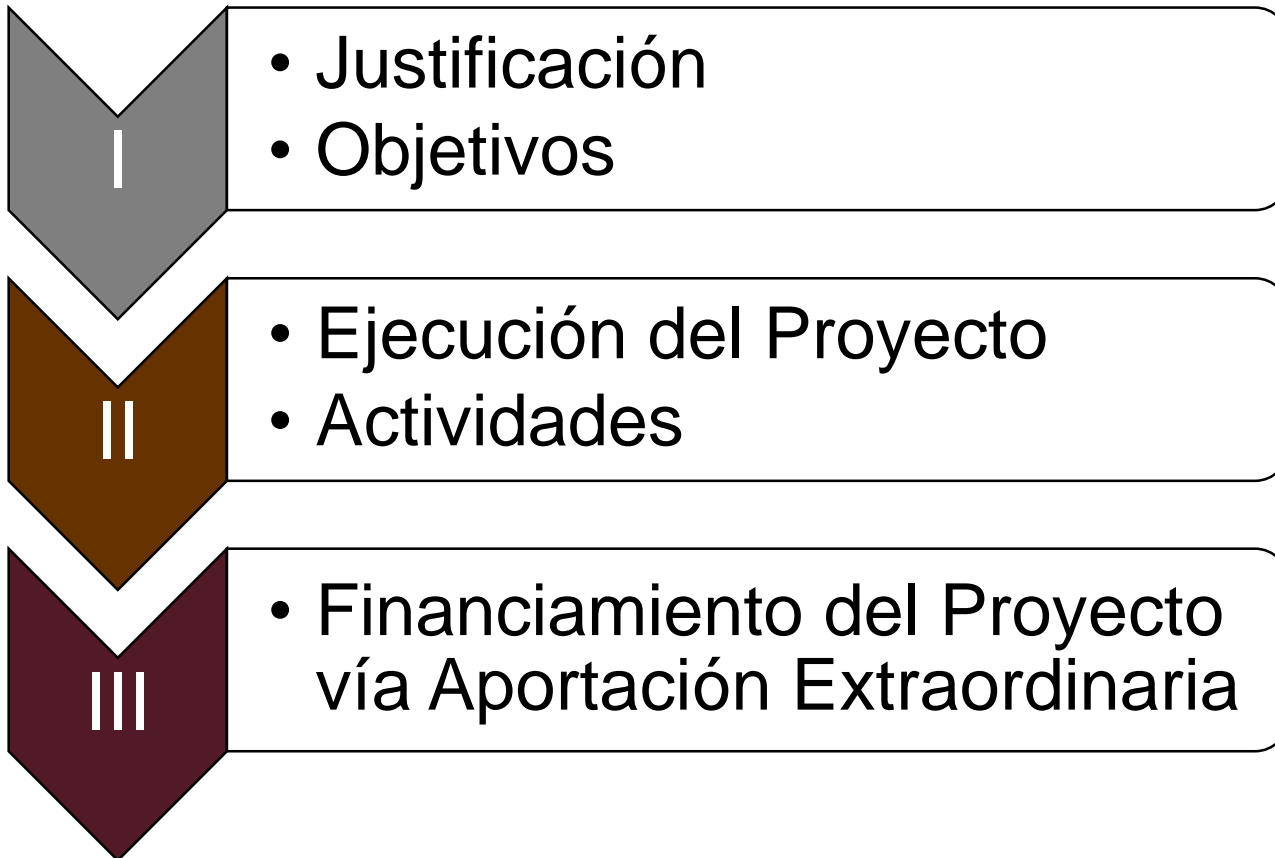 I
• Justificación
• Objetivos
II
• Ejecución del Proyecto
• Actividades
III
• Financiamiento del Proyecto
vía Aportación Extraordinaria